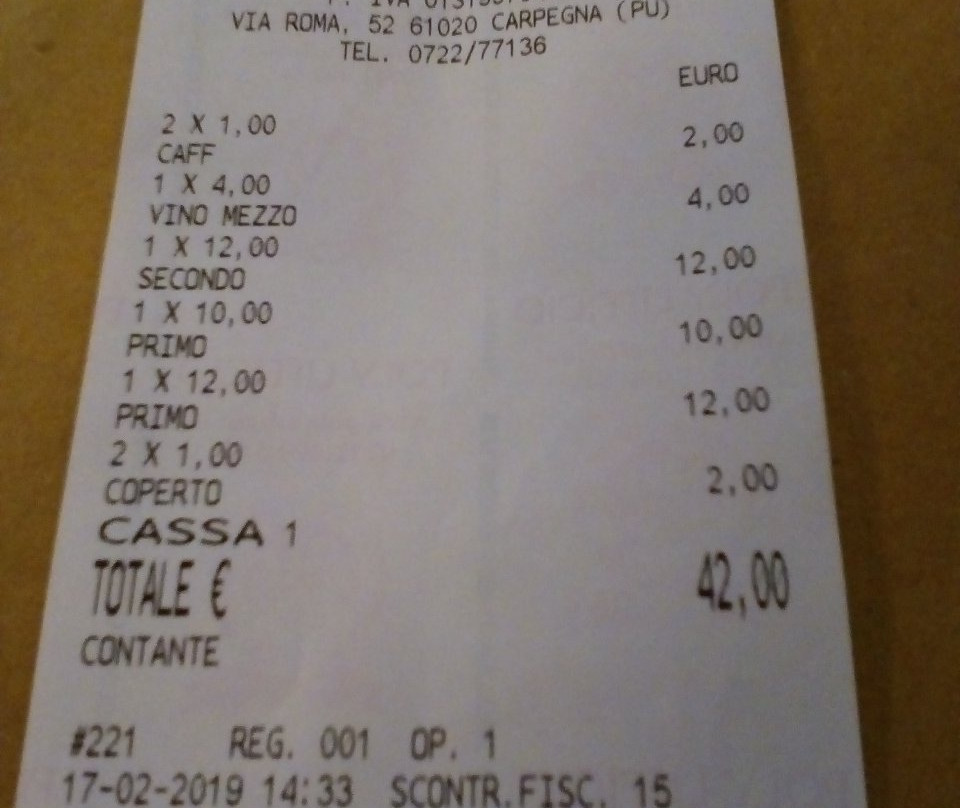 VIA ROMA, 52 61020 CARPEGNA (PU)
TEL. 0722/77136
EURO
2 X 1,00
CAFF 2,00
1 X 4,00
VINO MEZZO 4,00
1 X 12,00
SECONDO 12,00
1 X 10,00
PRIMO 10,00
1 X 12,00
PRIMO 12,00
2 X 1,00
COPERTO 2,00
CASSA 1
TOTALE € 42,00
CONTANTE
#221 REG. 001 OP. 1
17-02-2019 14:33 SCONTR.FISC. 15